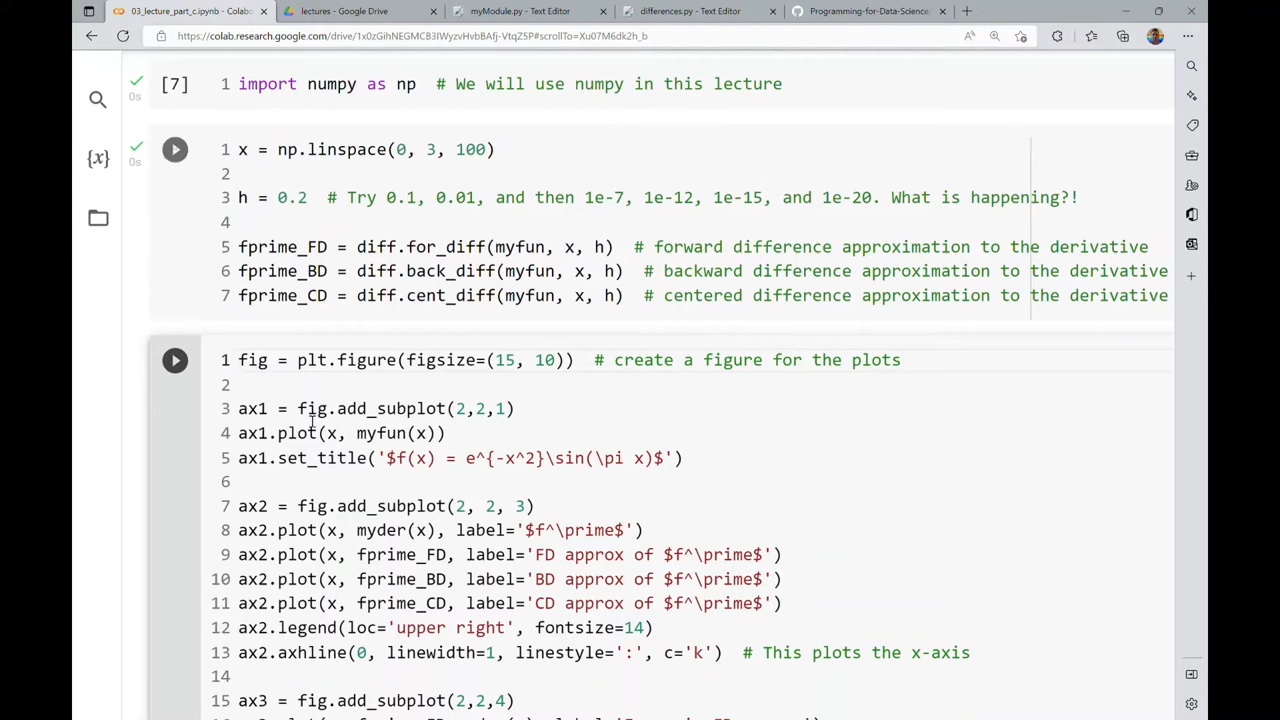 03_lecture_part_c.ipynb - Colabo
lectures - Google Drive
myModule.py - Text Editor
differences.py - Text Editor
Programming-for-Data-Science/
https://colab.research.google.com/drive/1x0zGihNEGMCB3IWyzvHvbBAfj-VtqZ5P#scrollTo=Xu07M6dk2h_b
[7] 1 import numpy as np # We will use numpy in this lecture
0s
1 x = np.linspace(0, 3, 100)
0s
2
3 h = 0.2 # Try 0.1, 0.01, and then 1e-7, 1e-12, 1e-15, and 1e-20. What is happening?!
4
5 fprime_FD = diff.for_diff(myfun, x, h) # forward difference approximation to the derivative
6 fprime_BD = diff.back_diff(myfun, x, h) # backward difference approximation to the derivative
7 fprime_CD = diff.cent_diff(myfun, x, h) # centered difference approximation to the derivative
1 fig = plt.figure(figsize=(15, 10)) # create a figure for the plots
2
3 ax1 = fig.add_subplot(2,2,1)
4 ax1.plot(x, myfun(x))
5 ax1.set_title('$f(x) = e^{-x^2}\sin(\pi x)$')
6
7 ax2 = fig.add_subplot(2, 2, 3)
8 ax2.plot(x, myder(x), label='$f^\prime$')
9 ax2.plot(x, fprime_FD, label='FD approx of $f^\prime$')
10 ax2.plot(x, fprime_BD, label='BD approx of $f^\prime$')
11 ax2.plot(x, fprime_CD, label='CD approx of $f^\prime$')
12 ax2.legend(loc='upper right', fontsize=14)
13 ax2.axhline(0, linewidth=1, linestyle=':', c='k') # This plots the x-axis
14
15 ax3 = fig.add_subplot(2,2,4)